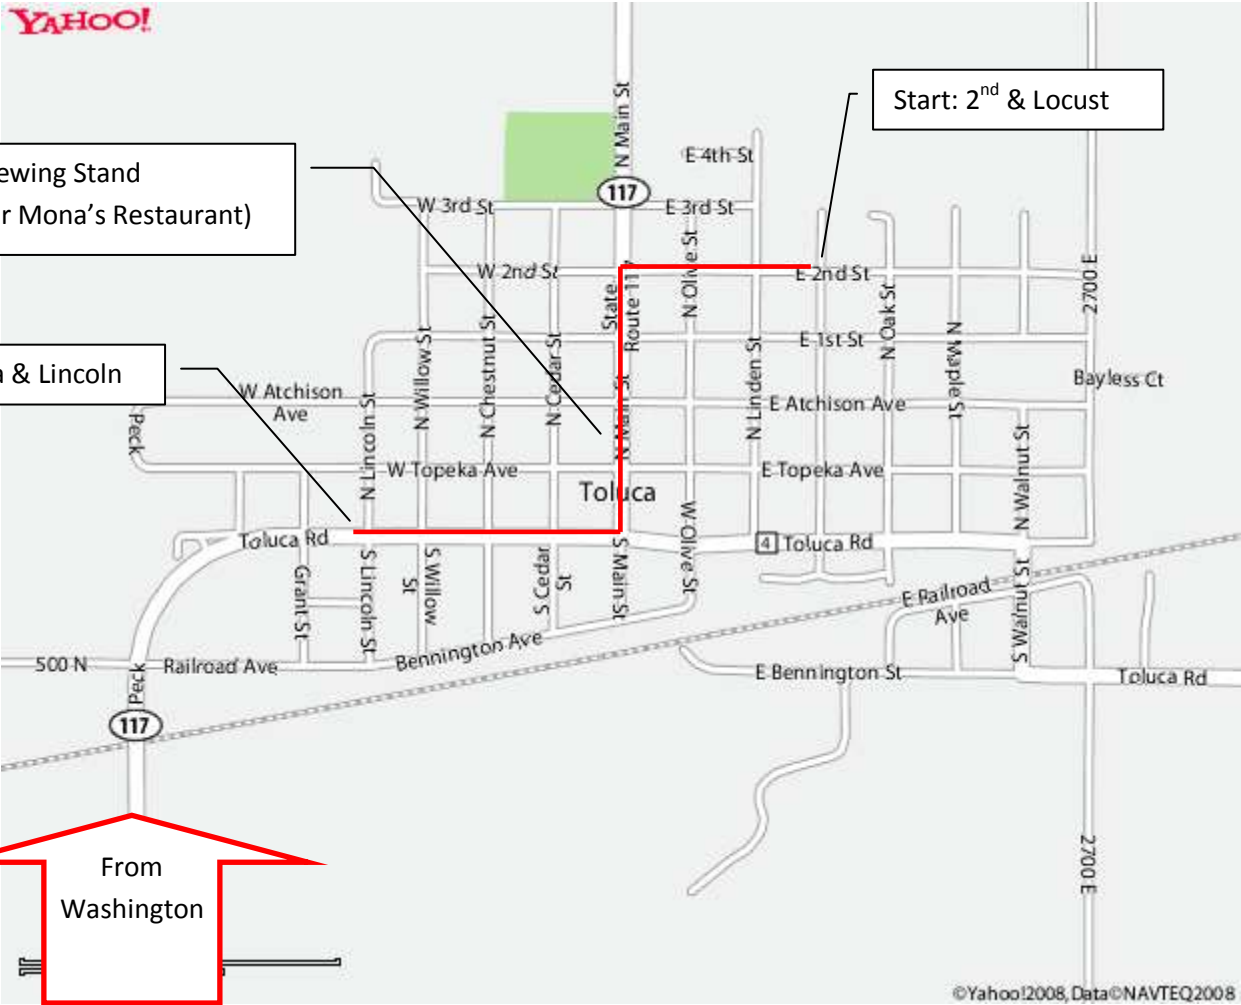 YAHOO!
Start: 2nd & Locust
ewing Stand
r Mona's Restaurant)
& Lincoln
From
Washington
N Main St
117
E 4th St
W 3rd St
E 3rd St
W 2nd St
E 2nd St
State
Route 117
N Olive St
2700 E
E 1st St
N Oak St
N Maple St
Bayless Ct
W Atchison
Ave
E Atchison Ave
N Willow St
N Chestnut St
N Cedar St
N Main St
N Linden St
Peck
N Lincoln St
W Topeka Ave
E Topeka Ave
N Walnut St
Toluca
Toluca Rd
4 Toluca Rd
W Olive St
Grant St
S Lincoln St
S Willow
St
S Cedar
St
S Main St
E Railroad
Ave
S Walnut St
500 N
Railroad Ave
Bennington Ave
E Bennington St
Toluca Rd
Peck
117
2700 E
©Yahoo!2008, Data©NAVTEQ2008